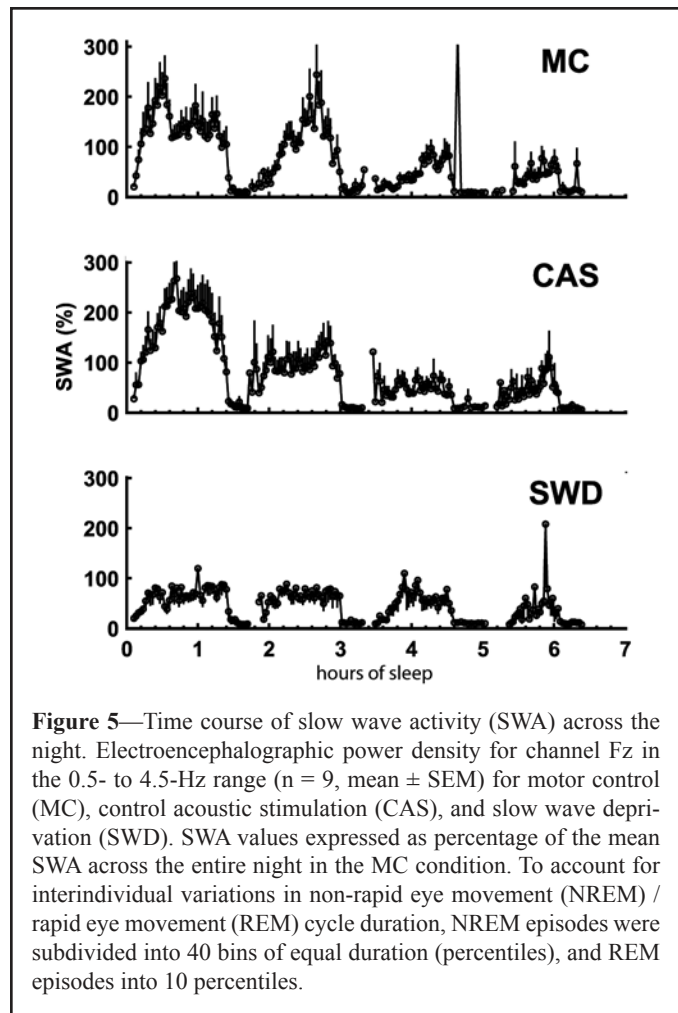 300
MC
200
100
0
300
CAS
200
SWA (%)
100
0
300
SWD
200
100
0
0 1 2 3 4 5 6 7
hours of sleep
Figure 5—Time course of slow wave activity (SWA) across the
night. Electroencephalographic power density for channel Fz in
the 0.5- to 4.5-Hz range (n = 9, mean ± SEM) for motor control
(MC), control acoustic stimulation (CAS), and slow wave depri-
vation (SWD). SWA values expressed as percentage of the mean
SWA across the entire night in the MC condition. To account for
interindividual variations in non-rapid eye movement (NREM) /
rapid eye movement (REM) cycle duration, NREM episodes were
subdivided into 40 bins of equal duration (percentiles), and REM
episodes into 10 percentiles.